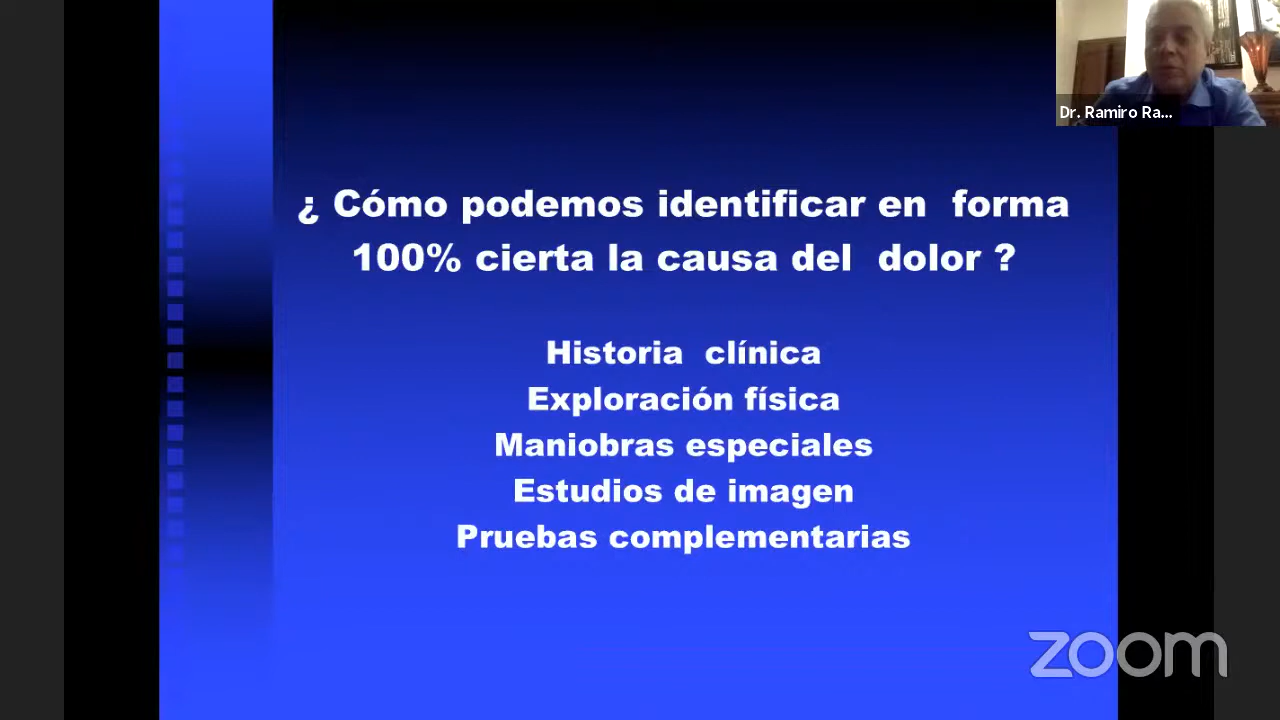 Dr. Ramiro Ra...
¿ Cómo podemos identificar en forma
100% cierta la causa del dolor ?
Historia clínica
Exploración física
Maniobras especiales
Estudios de imagen
Pruebas complementarias
zoom